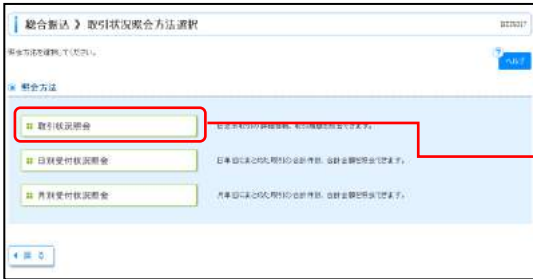 総合振込 》 取引状況照会方法選択
照会方法を選択してください。
ヘルプ
照会方法
取引状況照会
日別受付状況照会
日単位にまとめた取引の合計件数、合計金額を照会できます。
月別受付状況照会
月単位にまとめた取引の合計件数、合計金額を照会できます。
戻る